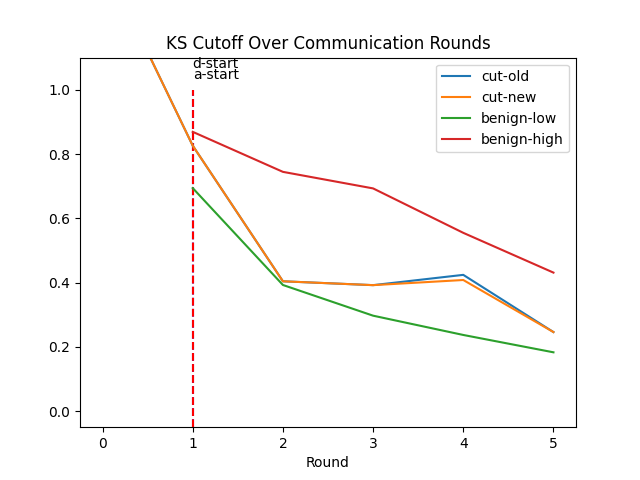 KS Cutoff Over Communication Rounds
d-start
a-start
cut-old
cut-new
benign-low
benign-high
1.0
0.8
0.6
0.4
0.2
0.0
0 1 2 3 4 5
Round